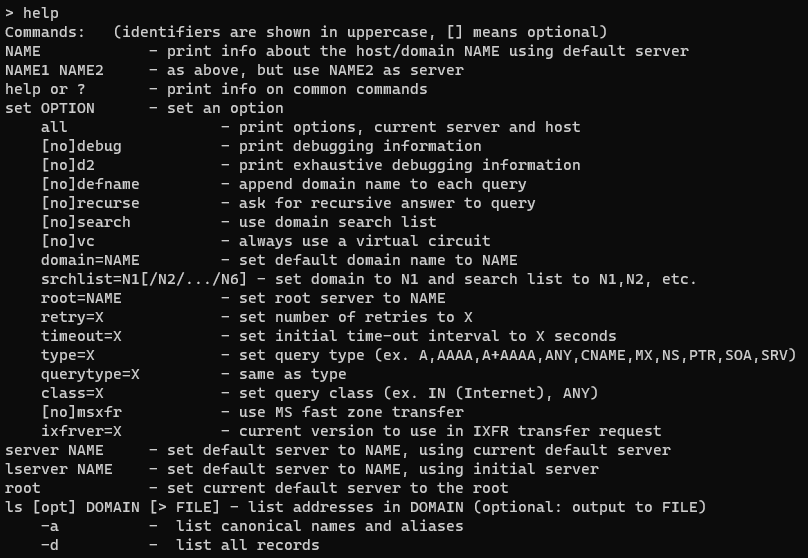 > help
Commands:   (identifiers are shown in uppercase, [] means optional)
NAME            - print info about the host/domain NAME using default server
NAME1 NAME2     - as above, but use NAME2 as server
help or ?       - print info on common commands
set OPTION      - set an option
    all                 - print options, current server and host
    [no]debug           - print debugging information
    [no]d2              - print exhaustive debugging information
    [no]defname         - append domain name to each query
    [no]recurse         - ask for recursive answer to query
    [no]search          - use domain search list
    [no]vc              - always use a virtual circuit
    domain=NAME         - set default domain name to NAME
    srchlist=N1[/N2/.../N6] - set domain to N1 and search list to N1,N2, etc.
    root=NAME           - set root server to NAME
    retry=X             - set number of retries to X
    timeout=X           - set initial time-out interval to X seconds
    type=X              - set query type (ex. A,AAAA,A+AAAA,ANY,CNAME,MX,NS,PTR,SOA,SRV)
    querytype=X         - same as type
    class=X             - set query class (ex. IN (Internet), ANY)
    [no]msxfr           - use MS fast zone transfer
    ixfrver=X           - current version to use in IXFR transfer request
server NAME     - set default server to NAME, using current default server
lserver NAME    - set default server to NAME, using initial server
root            - set current default server to the root
ls [opt] DOMAIN [> FILE] - list addresses in DOMAIN (optional: output to FILE)
    -a          -  list canonical names and aliases
    -d          -  list all records